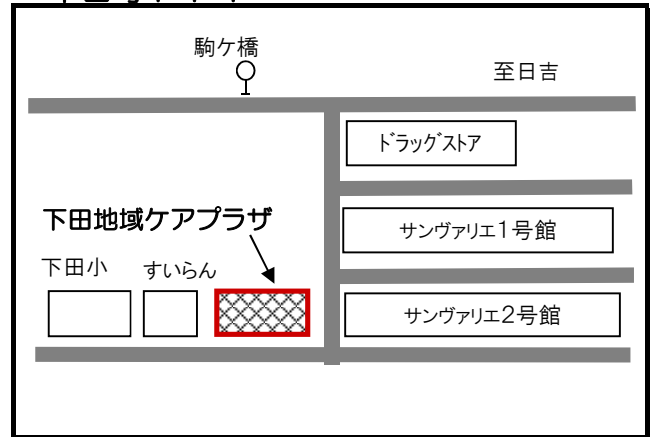 駒ケ橋
至日吉
ドラッグストア
下田地域ケアプラザ
サンヴァリエ1号館
下田小
すいらん
サンヴァリエ2号館